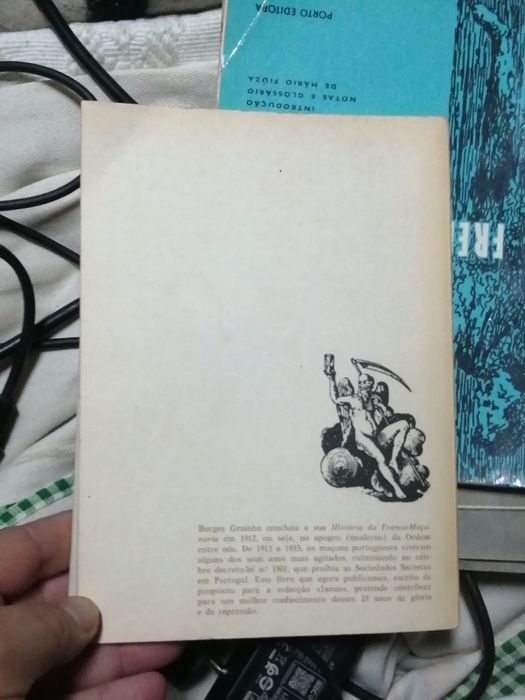 PORTO EDITORA
INTRODUÇÃO
NOTAS E GLOSSÁRIO
DE MÁRIO FIÚZA
FRE
Borges Grainha concluiu a sua História da Franco-Maço-
naria em 1912, ou seja, no apogeu (moderno) da Ordem
entre nós. De 1913 a 1935, os maçons portugueses viveram
alguns dos seus anos mais agitados, culminando no céle-
bre decreto-lei n.º 1901, que proibia as Sociedades Secretas
em Portugal. Este livro que agora publicamos, escrito de
propósito para a colecção «Janus», pretende contribuir
para um melhor conhecimento desses 23 anos de glória
e de repressão.